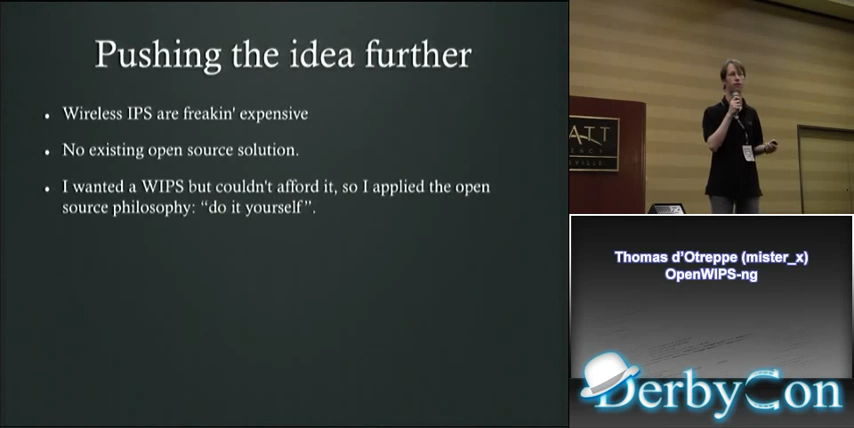 Pushing the idea further
Wireless IPS are freakin' expensive
No existing open source solution.
I wanted a WIPS but couldn't afford it, so I applied the open
source philosophy: “do it yourself”.
Thomas d’Otreppe (mister_x)
OpenWIPS-ng
DerbyCon